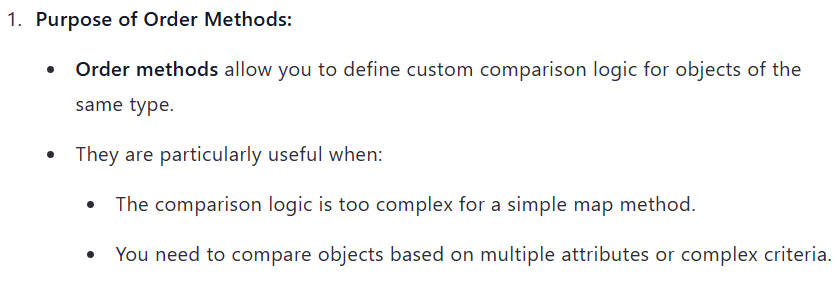 1. Purpose of Order Methods:
• Order methods allow you to define custom comparison logic for objects of the
same type.
• They are particularly useful when:
• The comparison logic is too complex for a simple map method.
• You need to compare objects based on multiple attributes or complex criteria.